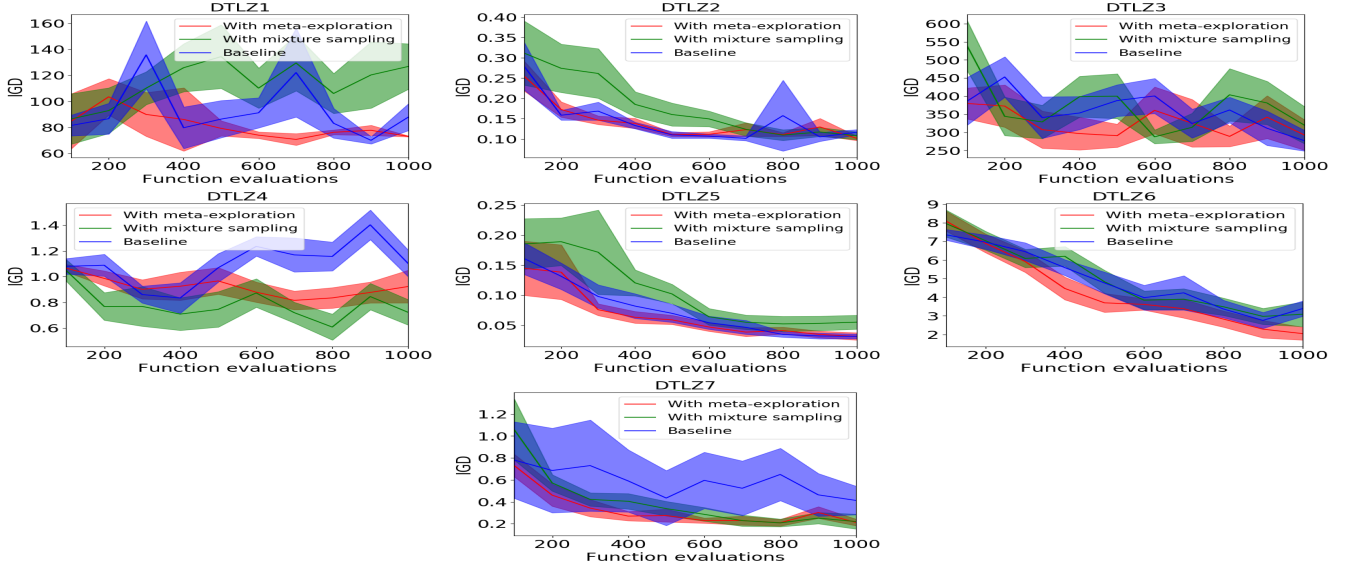 DTLZ1
IGD
160
140
120
100
80
60
With meta-exploration
With mixture sampling
Baseline
200 400 600 800 1000
Function evaluations
DTLZ2
IGD
0.40
0.35
0.30
0.25
0.20
0.15
0.10
With meta-exploration
With mixture sampling
Baseline
200 400 600 800 1000
Function evaluations
DTLZ3
IGD
600
550
500
450
400
350
300
250
With meta-exploration
With mixture sampling
Baseline
200 400 600 800 1000
Function evaluations
DTLZ4
IGD
1.4
1.2
1.0
0.8
0.6
With meta-exploration
With mixture sampling
Baseline
200 400 600 800 1000
Function evaluations
DTLZ5
IGD
0.25
0.20
0.15
0.10
0.05
With meta-exploration
With mixture sampling
Baseline
200 400 600 800 1000
Function evaluations
DTLZ6
IGD
9
8
7
6
5
4
3
2
With meta-exploration
With mixture sampling
Baseline
200 400 600 800 1000
Function evaluations
DTLZ7
IGD
1.2
1.0
0.8
0.6
0.4
0.2
With meta-exploration
With mixture sampling
Baseline
200 400 600 800 1000
Function evaluations